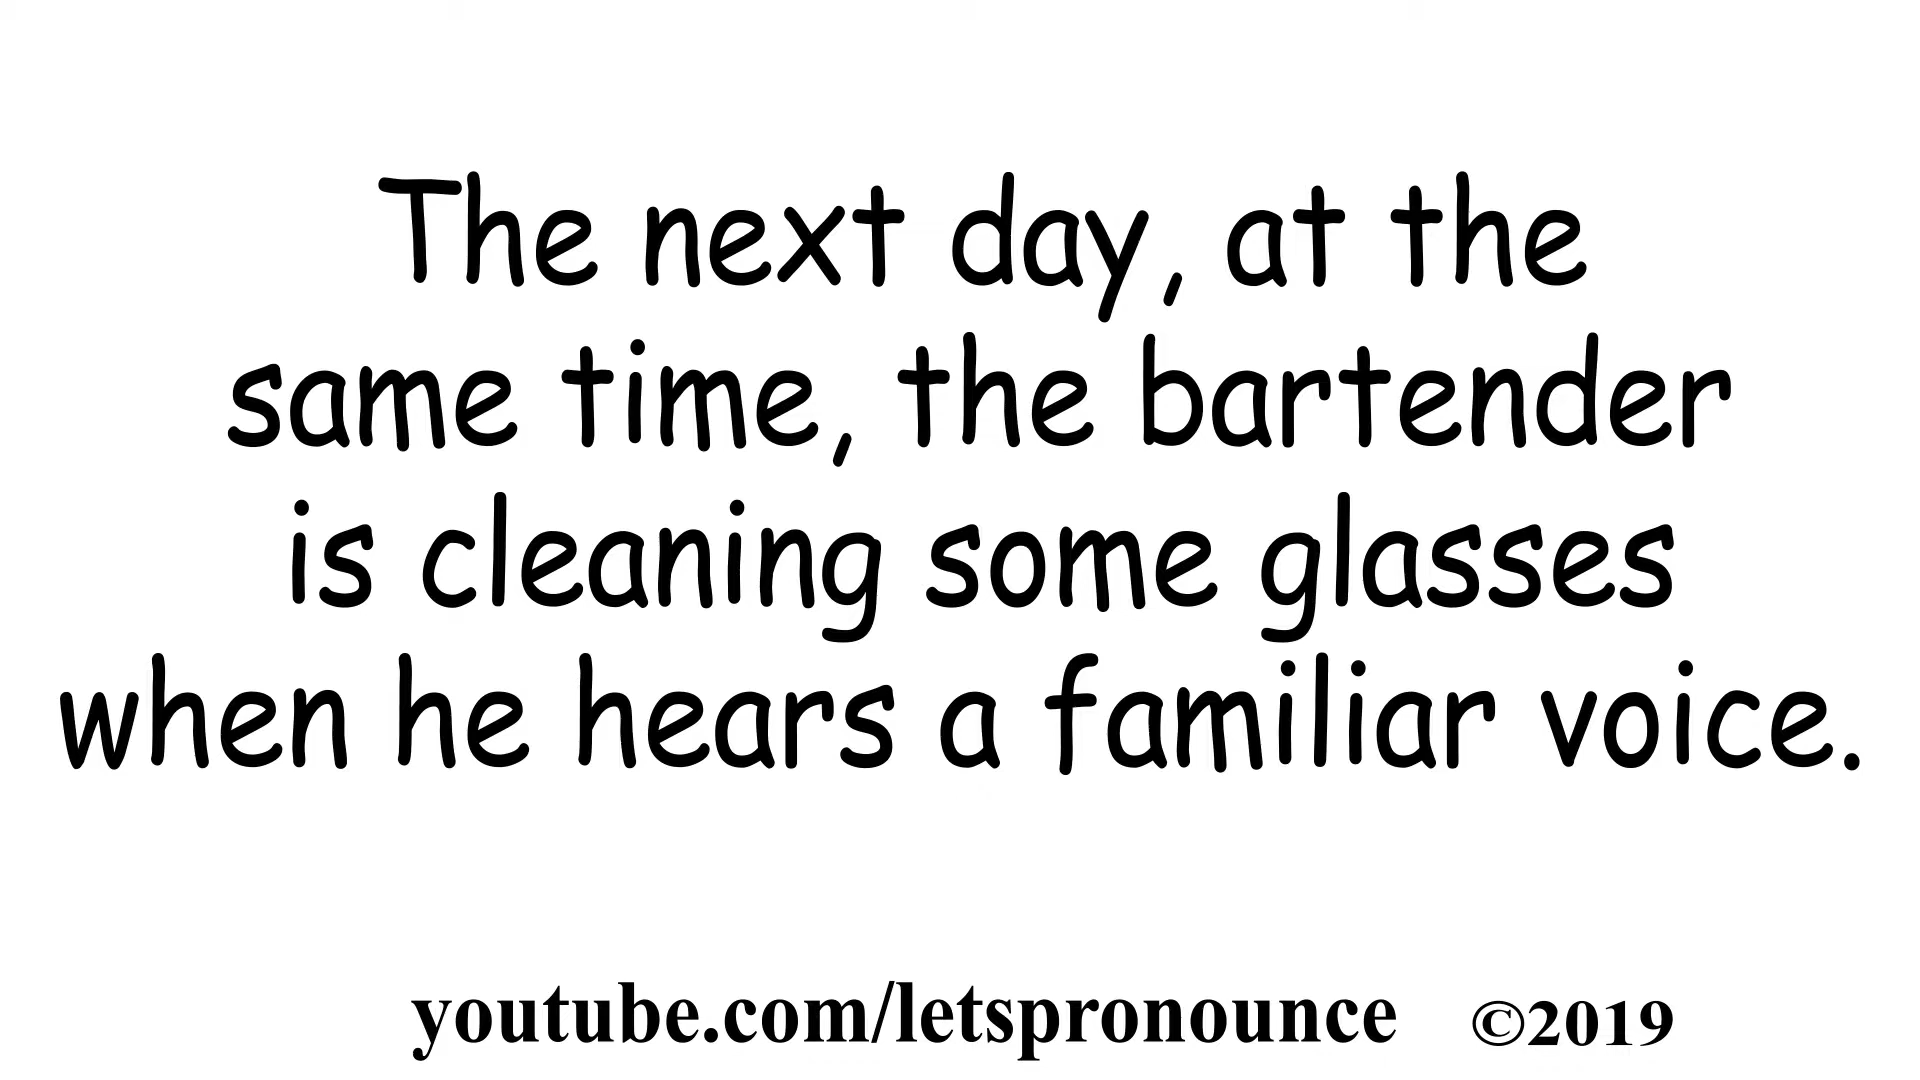 The next day, at the
same time, the bartender
is cleaning some glasses
when he hears a familiar voice.
youtube.com/letspronounce ©2019